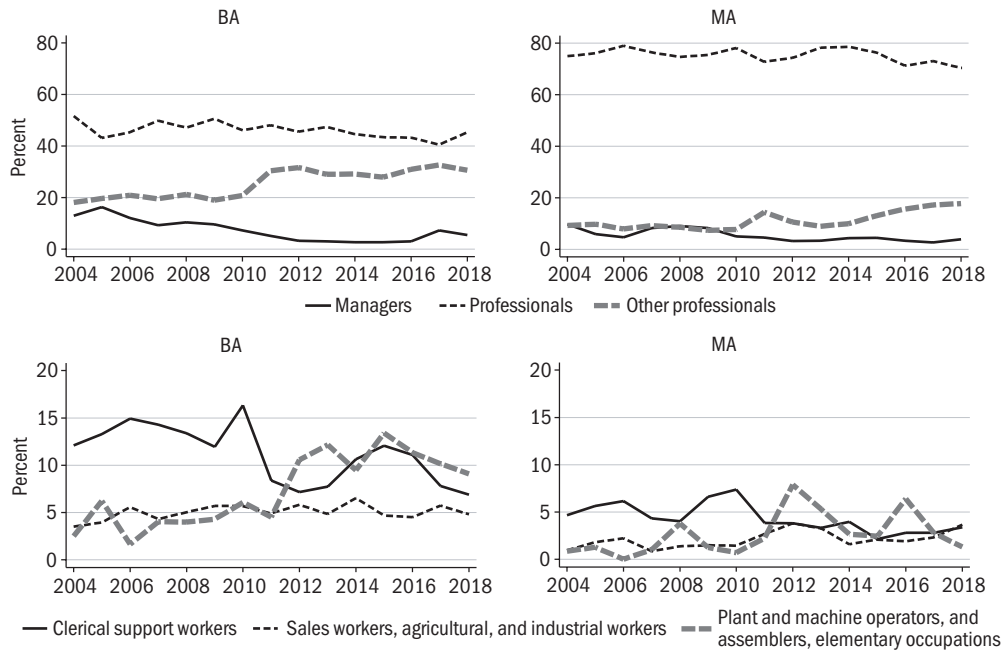 BA
MA
80
60
40
20
0
Percent
2004 2006 2008 2010 2012 2014 2016 2018
80
60
40
20
0
2004 2006 2008 2010 2012 2014 2016 2018
Managers Professionals Other professionals
BA
MA
20
15
10
5
0
Percent
2004 2006 2008 2010 2012 2014 2016 2018
20
15
10
5
0
2004 2006 2008 2010 2012 2014 2016 2018
Clerical support workers Sales workers, agricultural, and industrial workers Plant and machine operators, and
assemblers, elementary occupations